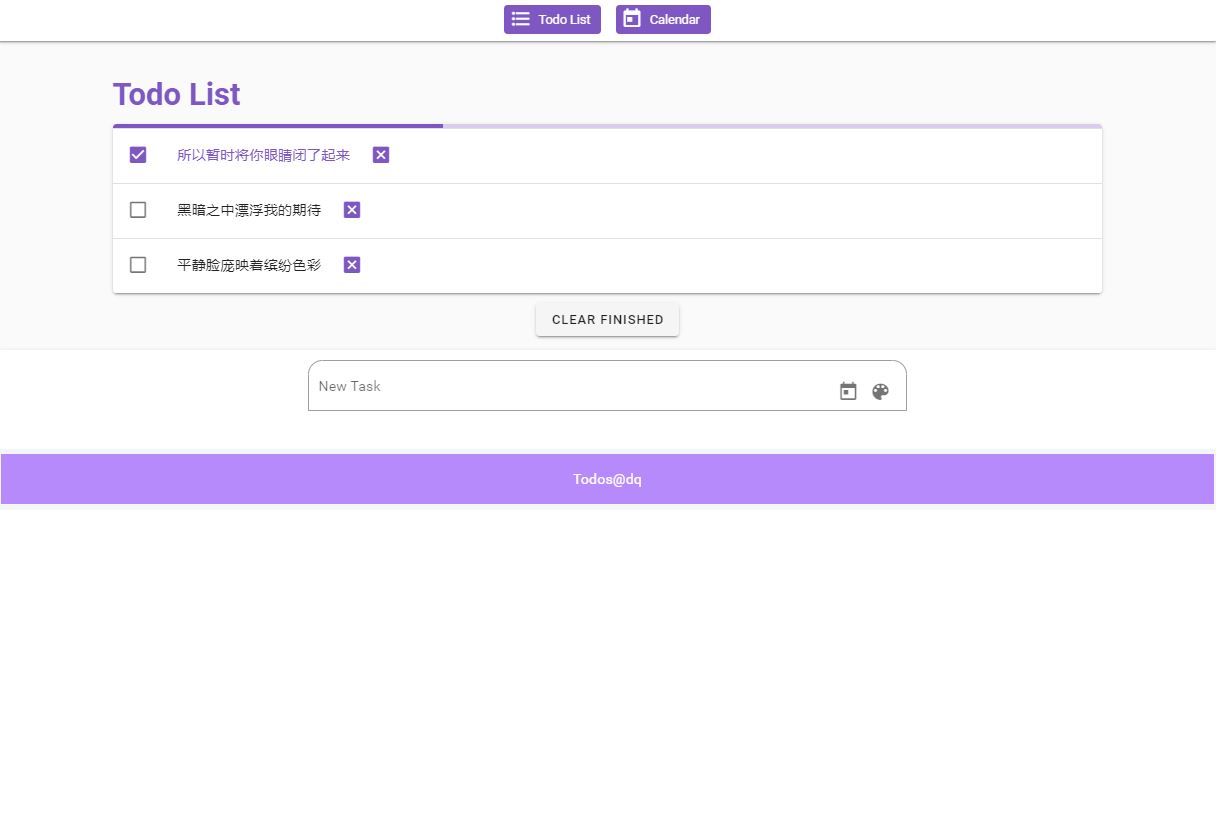 Todo List
Calendar
Todo List
所以暂时将你眼睛闭了起来
黑暗之中漂浮我的期待
平静脸庞映着缤纷色彩
CLEAR FINISHED
New Task
Todos@dq